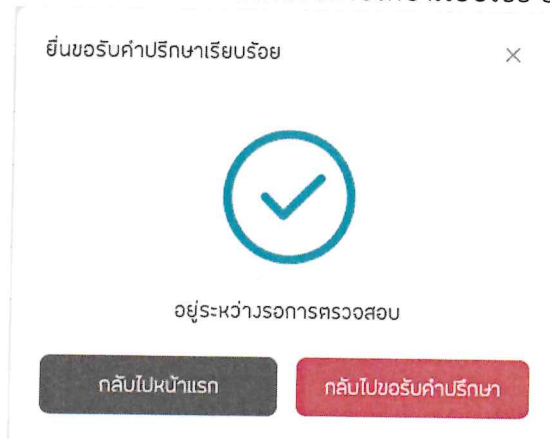 ยื่นขอรับคำปรึกษาเรียบร้อย
อยู่ระหว่างรอการตรวจสอบ
กลับไปหน้าแรก
กลับไปขอรับคำปรึกษา